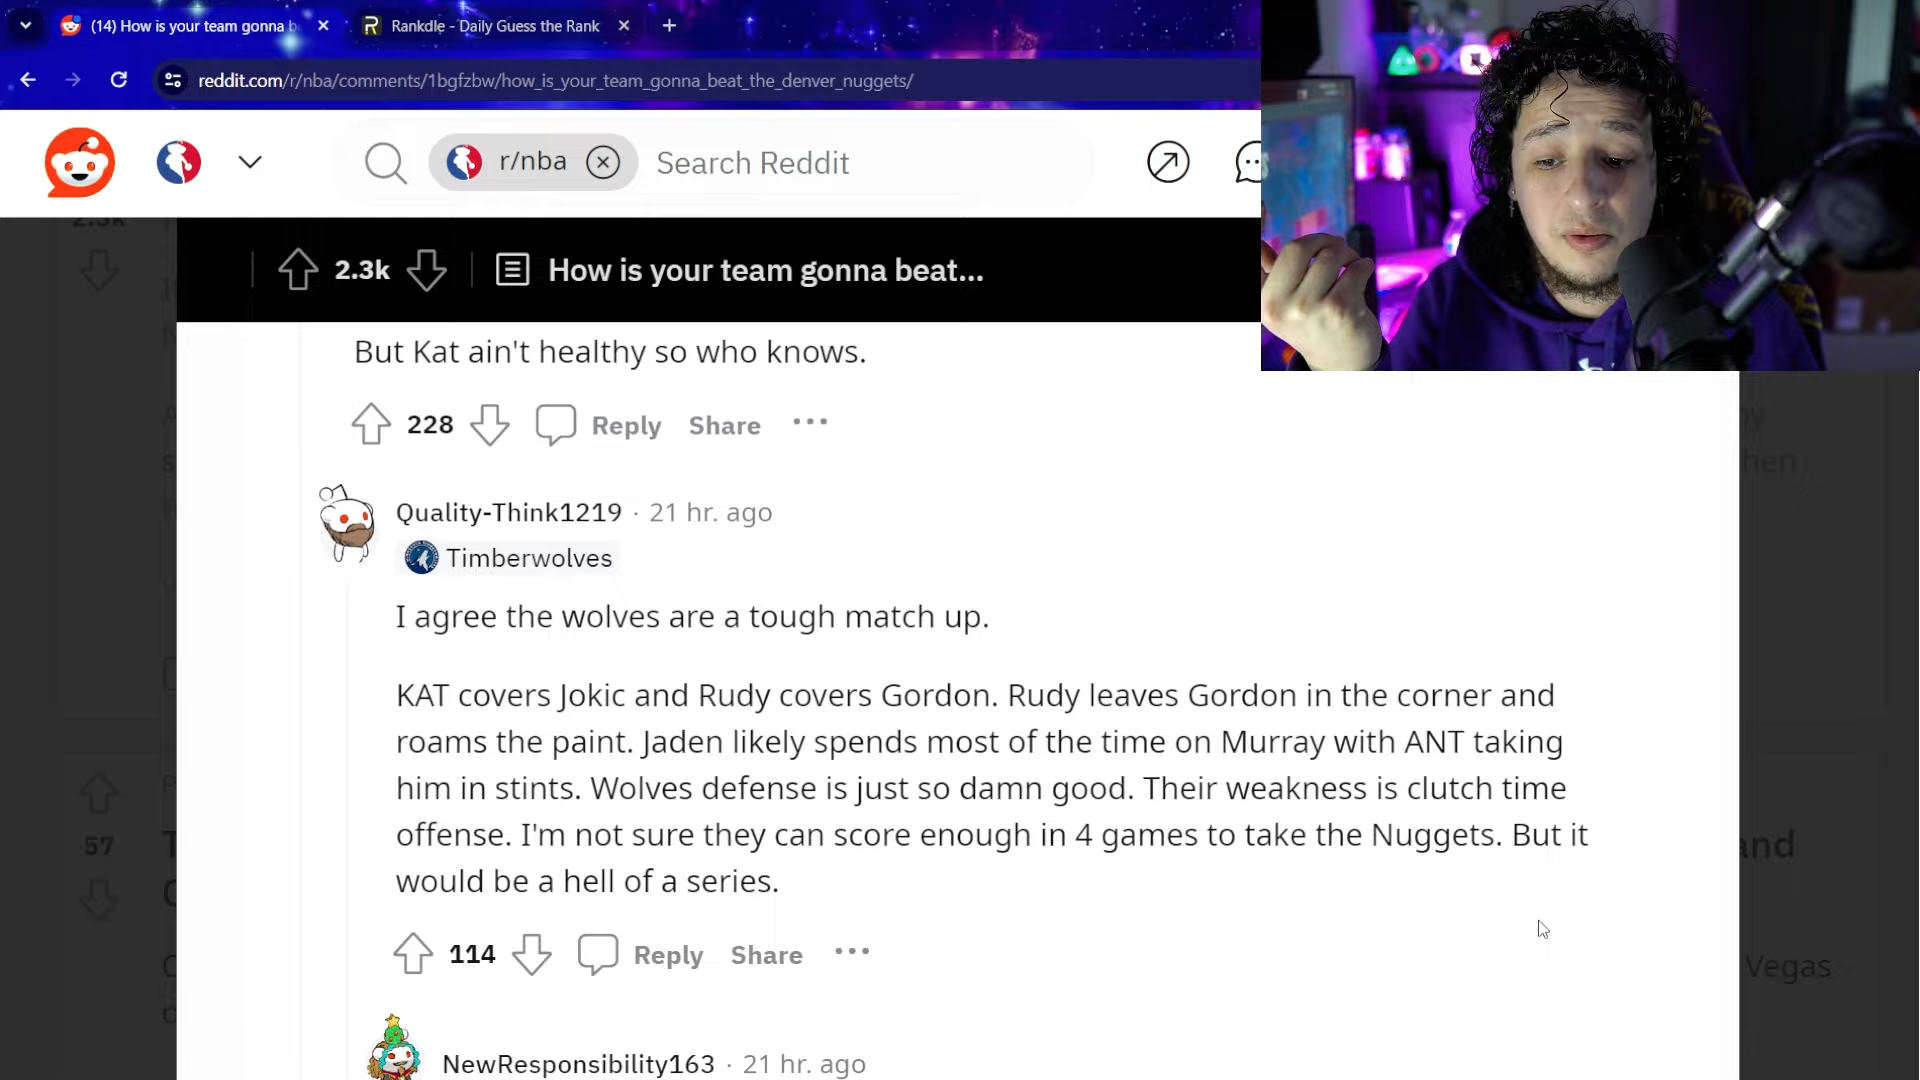 (14) How is your team gonna b
Rankdle - Daily Guess the Rank
reddit.com/r/nba/comments/1bgfzbw/how_is_your_team_gonna_beat_the_denver_nuggets/
r/nba
Search Reddit
2.3k
How is your team gonna beat...
But Kat ain't healthy so who knows.
228
Reply
Share
Quality-Think1219 · 21 hr. ago
Timberwolves
I agree the wolves are a tough match up.
KAT covers Jokic and Rudy covers Gordon. Rudy leaves Gordon in the corner and
roams the paint. Jaden likely spends most of the time on Murray with ANT taking
him in stints. Wolves defense is just so damn good. Their weakness is clutch time
offense. I'm not sure they can score enough in 4 games to take the Nuggets. But it
would be a hell of a series.
57
and
114
Reply
Share
Vegas
NewResponsibility163 · 21 hr. ago